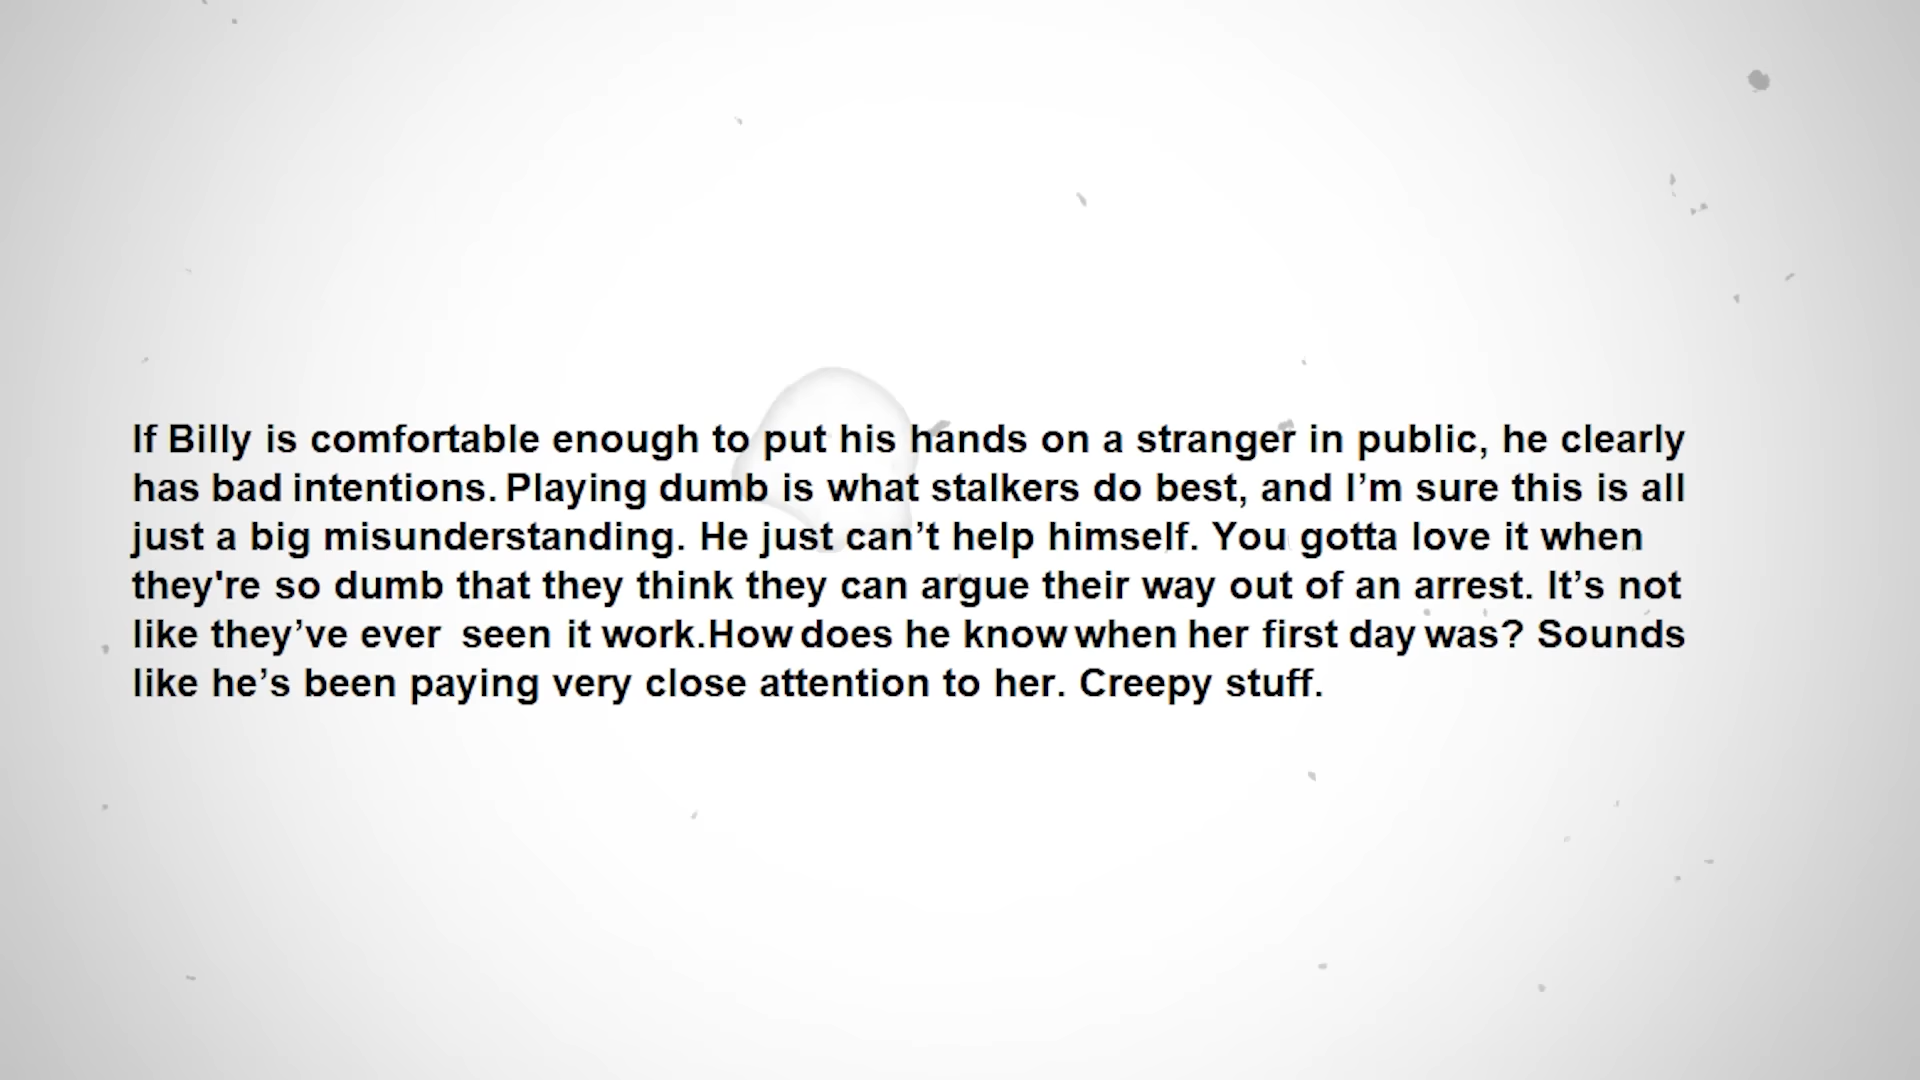 If Billy is comfortable enough to put his hands on a stranger in public, he clearly
has bad intentions. Playing dumb is what stalkers do best, and I’m sure this is all
just a big misunderstanding. He just can’t help himself. You gotta love it when
they're so dumb that they think they can argue their way out of an arrest. It’s not
like they’ve ever  seen it work.How does he know when her first day was? Sounds
like he’s been paying very close attention to her. Creepy stuff.